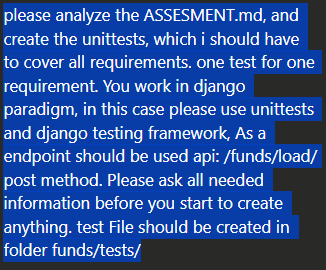 please analyze the ASSESMENT.md, and
create the unittests, which i should have
to cover all requirements. one test for one
requirement. You work in django
paradigm, in this case please use unittests
and django testing framework, As a
endpoint should be used api: /funds/load/
post method. Please ask all needed
information before you start to create
anything. test File should be created in
folder funds/tests/